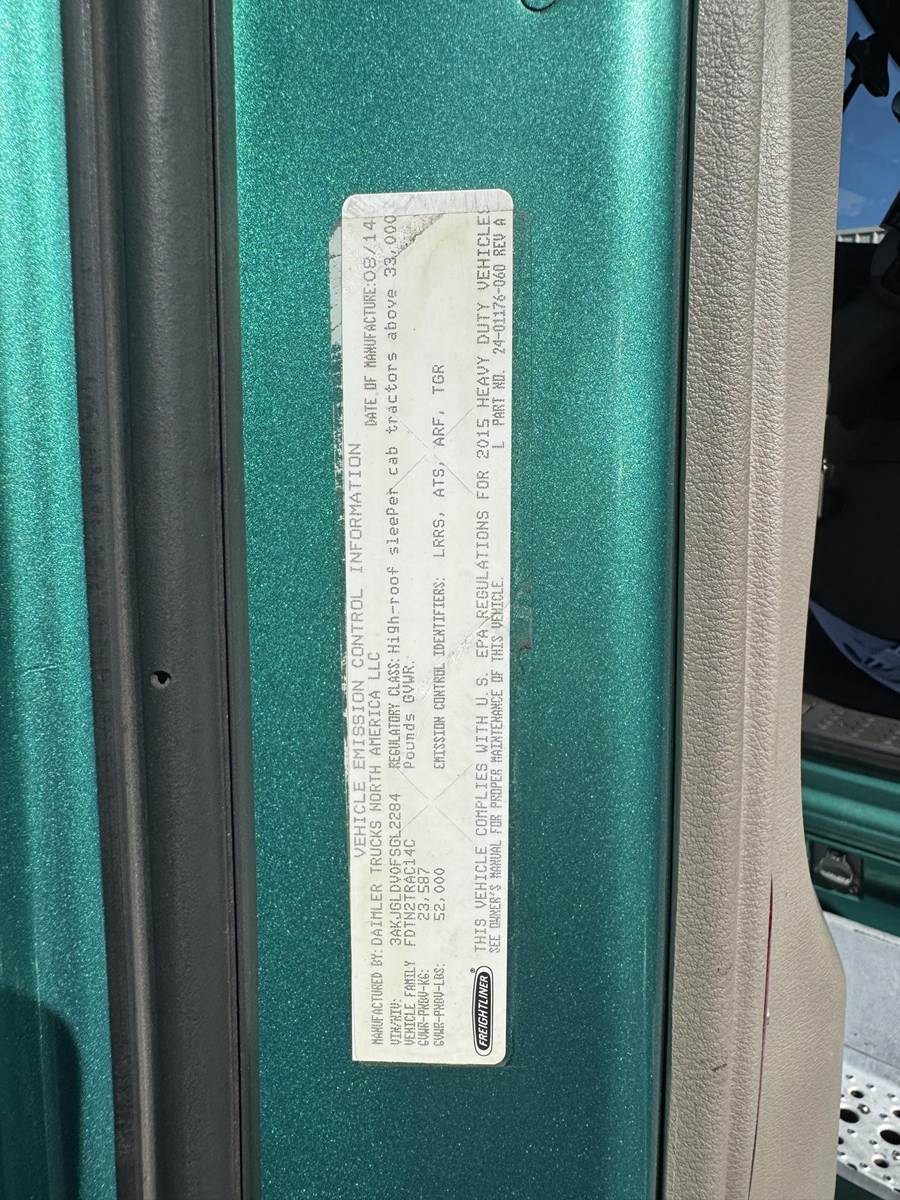 VEHICLE EMISSION CONTROL INFORMATION
MANUFACTURED BY: DAIMLER TRUCKS NORTH AMERICA LLC DATE OF MANUFACTURE: 08/14
VIN/NIV: 3AKJGLDV0FSGL2284 REGULATORY CLASS: High-roof sleeper cab tractors above 33,000
VEHICLE FAMILY FDTN2TRAC14C Pounds GVWR.
GVWR-PNBV-KG: 23,587
GVWR-PNBV-LBS: 52,000 EMISSION CONTROL IDENTIFIERS: LRRS, ATS, ARF, TGR
FREIGHTLINER®
THIS VEHICLE COMPLIES WITH U.S. EPA REGULATIONS FOR 2015 HEAVY DUTY VEHICLES
SEE OWNER'S MANUAL FOR PROPER MAINTENANCE OF THIS VEHICLE. L PART NO. 24-01176-060 REV A